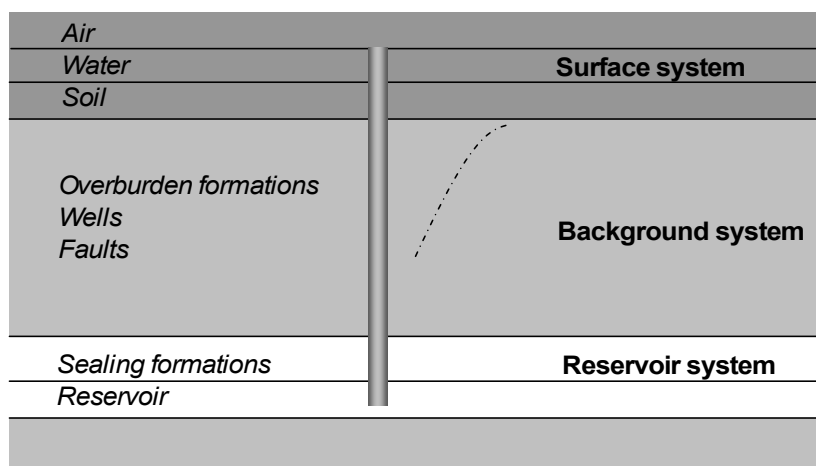 Air
Water
Surface system
Soil
Overburden formations
Wells
Background system
Faults
Sealing formations
Reservoir system
Reservoir